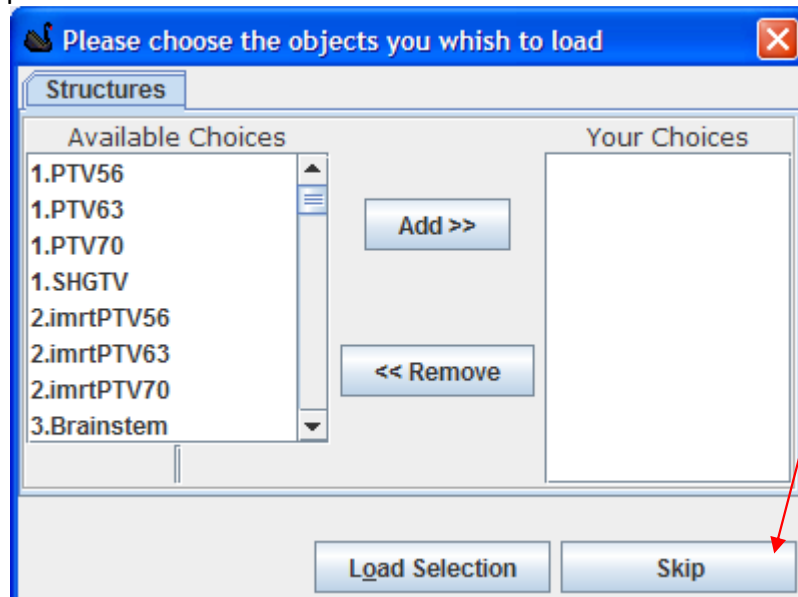 Please choose the objects you whish to load
Structures
Available Choices
Your Choices
1.PTV56
1.PTV63
1.PTV70
1.SHGTV
2.imrtPTV56
2.imrtPTV63
2.imrtPTV70
3.Brainstem
Add >>
<< Remove
Load Selection
Skip